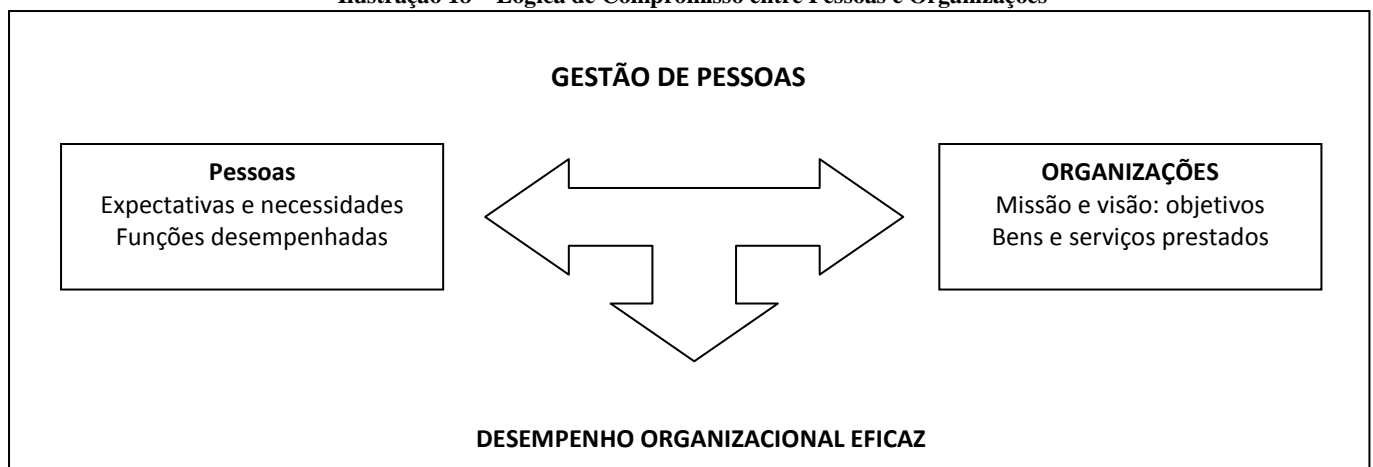 Ilustração 18 – Lógica de Compromisso entre Pessoas e Organizações
GESTÃO DE PESSOAS
Pessoas
Expectativas e necessidades
Funções desempenhadas
ORGANIZAÇÕES
Missão e visão: objetivos
Bens e serviços prestados
DESEMPENHO ORGANIZACIONAL EFICAZ